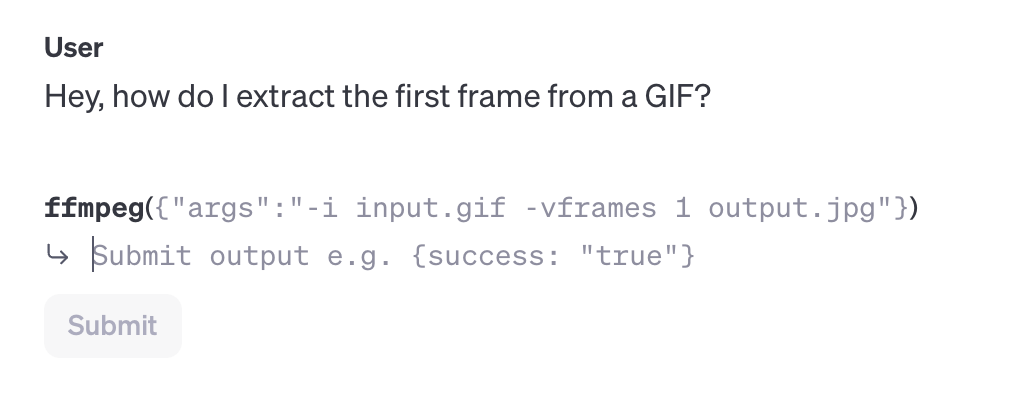 User
Hey, how do I extract the first frame from a GIF?
ffmpeg({"args":"-i input.gif -vframes 1 output.jpg"})
↳ Submit output e.g. {success: "true"}
Submit